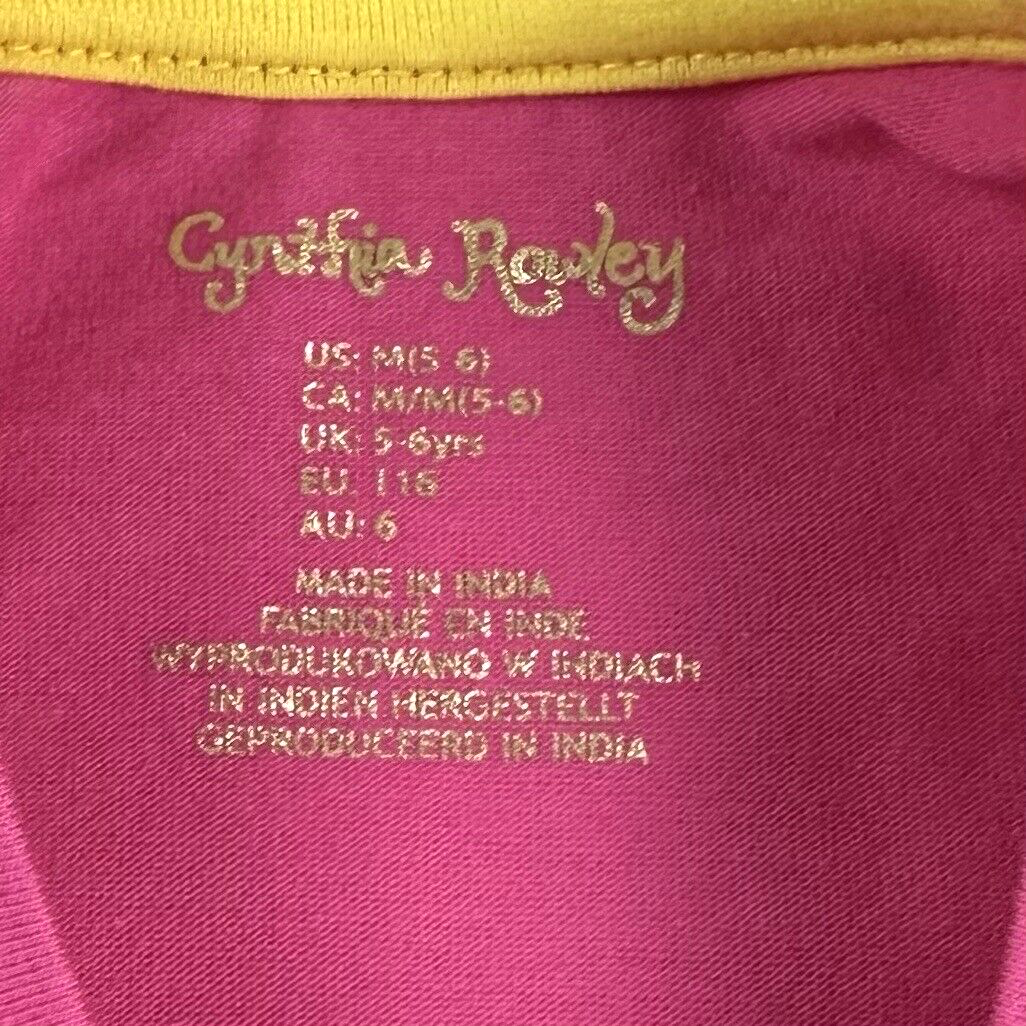 Cynthia Rowley
US: M(5-6)
CA: M/M(5-6)
UK: 5-6yrs
EU: 116
AU: 6
MADE IN INDIA
FABRIQUÉ EN INDE
WYPRODUKOWANO W INDIACH
IN INDIEN HERGESTELLT
GEPRODUCEERD IN INDIA